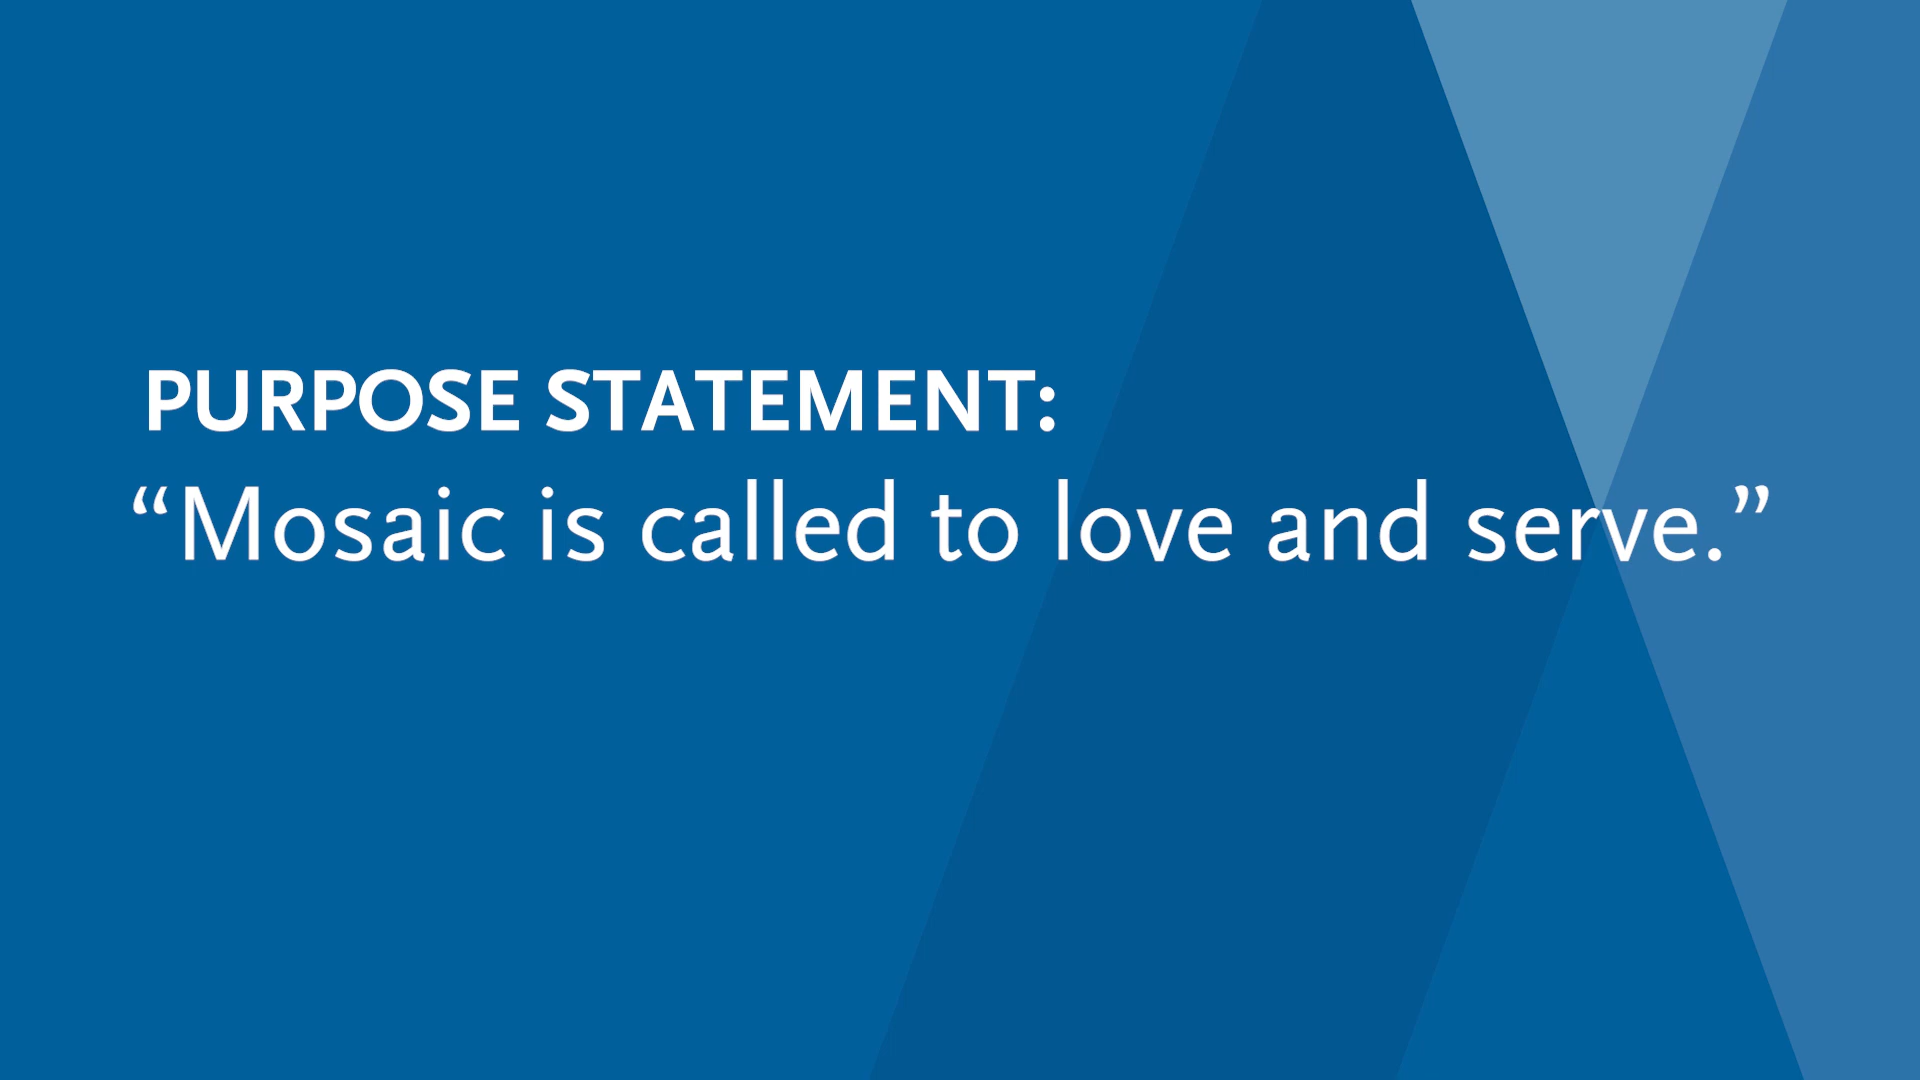 PURPOSE STATEMENT:
“Mosaic is called to love and serve.”